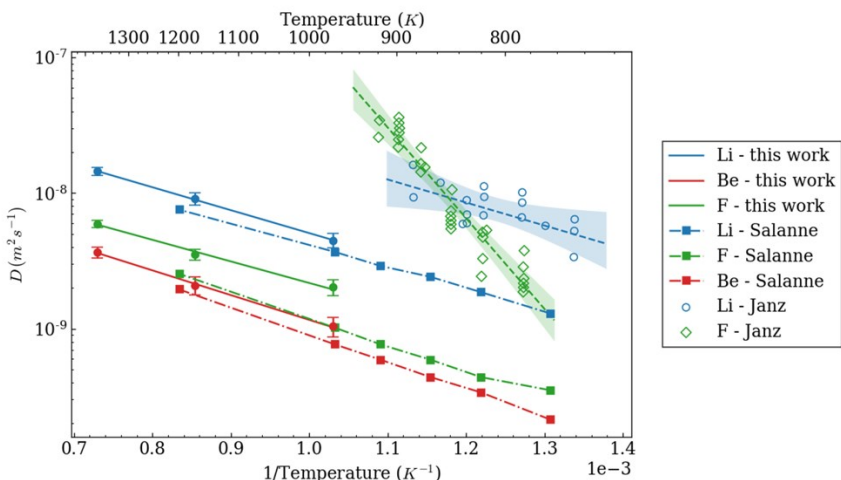 Temperature (K)
1300 1200 1100 1000 900 800
10⁻⁷
10⁻⁸
10⁻⁹
D (m² s⁻¹)
0.7 0.8 0.9 1.0 1.1 1.2 1.3 1.4
1e−3
1/Temperature (K⁻¹)
Li - this work
Be - this work
F - this work
Li - Salanne
F - Salanne
Be - Salanne
Li - Janz
F - Janz